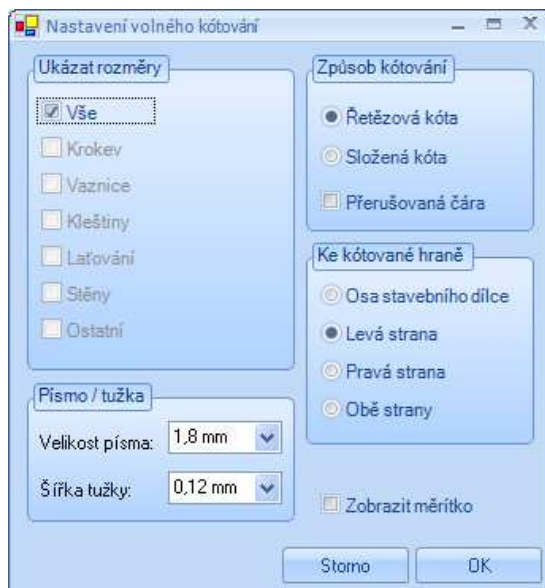 Nastavení volného kótování
Ukázat rozměry
Vše
Krokev
Vaznice
Kleštiny
Laťování
Stěny
Ostatní
Písmo / tužka
Velikost písma: 1,8 mm
Šířka tužky: 0,12 mm
Způsob kótování
Řetězová kóta
Složená kóta
Přerušovaná čára
Ke kótované hraně
Osa stavebního dílce
Levá strana
Pravá strana
Obě strany
Zobrazit měrítko
Storno OK